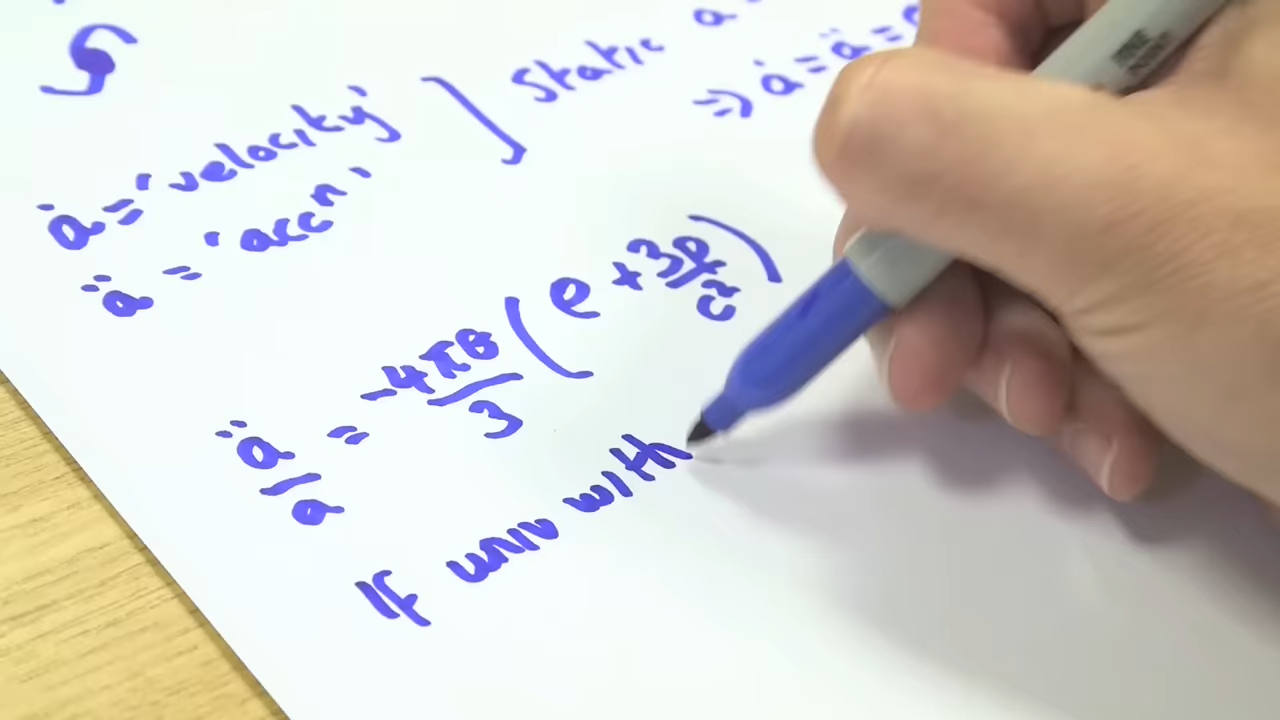 ȧ = 'velocity' ] Static a =
ä = 'accⁿ' ⇒ ȧ = ä =
ä/a = -4πG/3 (ρ + 3p/c²)
If univ with